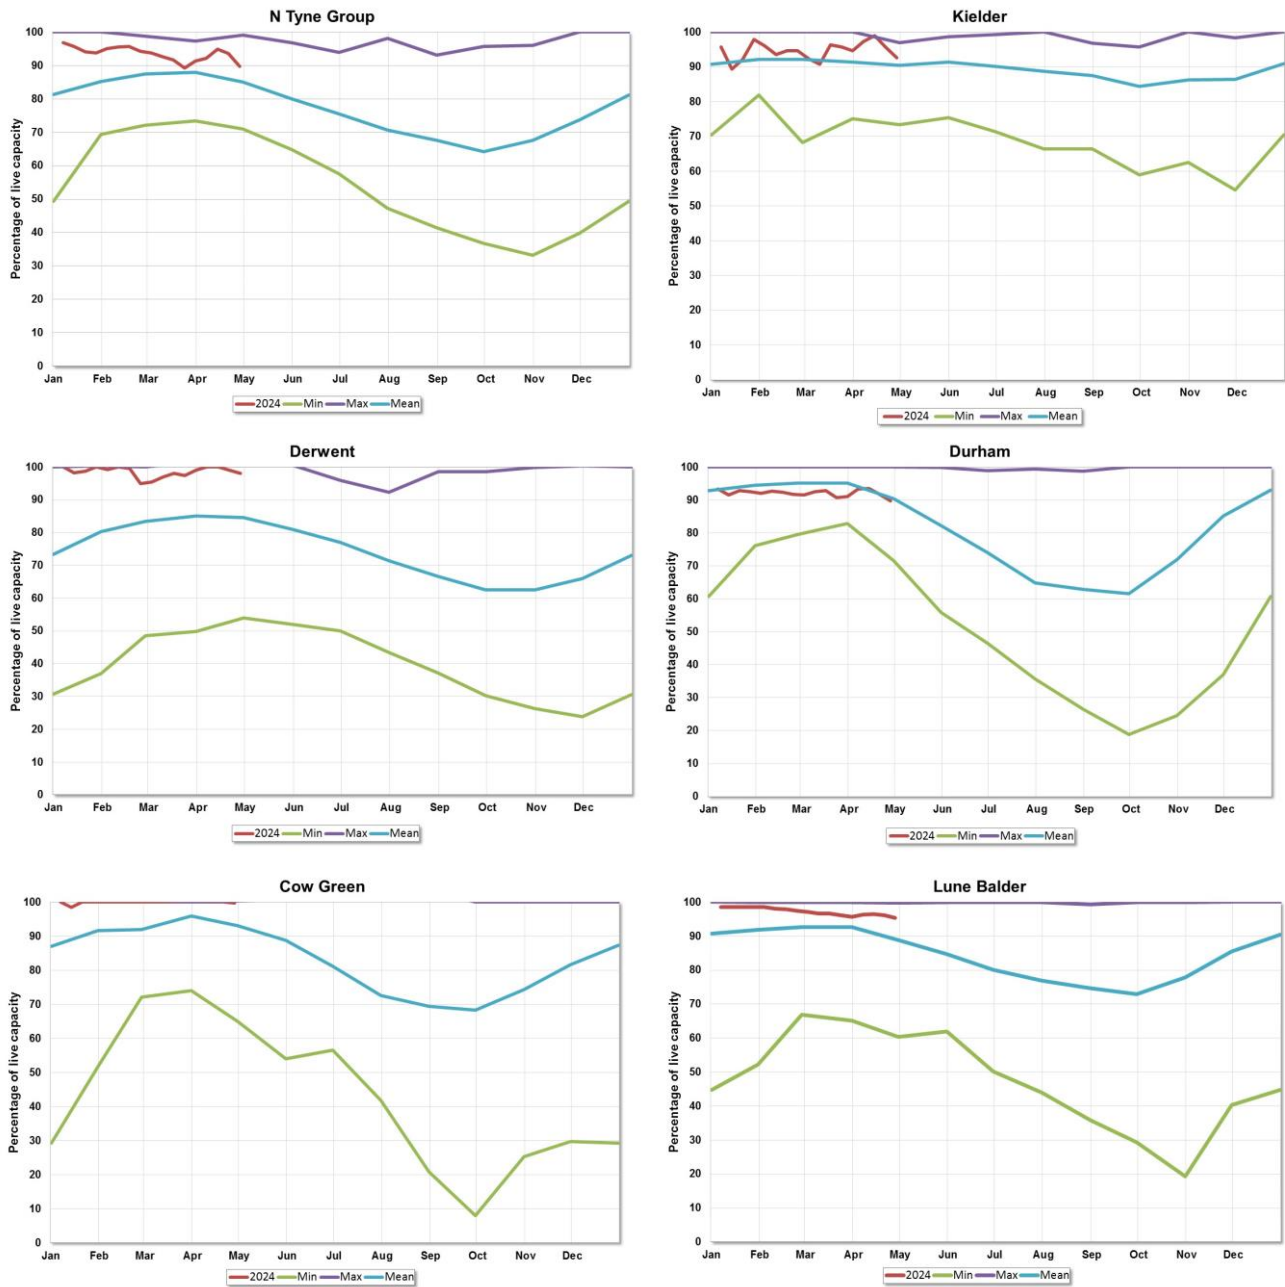 N Tyne Group
Percentage of live capacity
100
90
80
70
60
50
40
30
20
10
0
Jan Feb Mar Apr May Jun Jul Aug Sep Oct Nov Dec
2024 Min Max Mean
Kielder
Percentage of live capacity
100
90
80
70
60
50
40
30
20
10
0
Jan Feb Mar Apr May Jun Jul Aug Sep Oct Nov Dec
2024 Min Max Mean
Derwent
Percentage of live capacity
100
90
80
70
60
50
40
30
20
10
0
Jan Feb Mar Apr May Jun Jul Aug Sep Oct Nov Dec
2024 Min Max Mean
Durham
Percentage of live capacity
100
90
80
70
60
50
40
30
20
10
0
Jan Feb Mar Apr May Jun Jul Aug Sep Oct Nov Dec
2024 Min Max Mean
Cow Green
Percentage of live capacity
100
90
80
70
60
50
40
30
20
10
0
Jan Feb Mar Apr May Jun Jul Aug Sep Oct Nov Dec
2024 Min Max Mean
Lune Balder
Percentage of live capacity
100
90
80
70
60
50
40
30
20
10
0
Jan Feb Mar Apr May Jun Jul Aug Sep Oct Nov Dec
2024 Min Max Mean